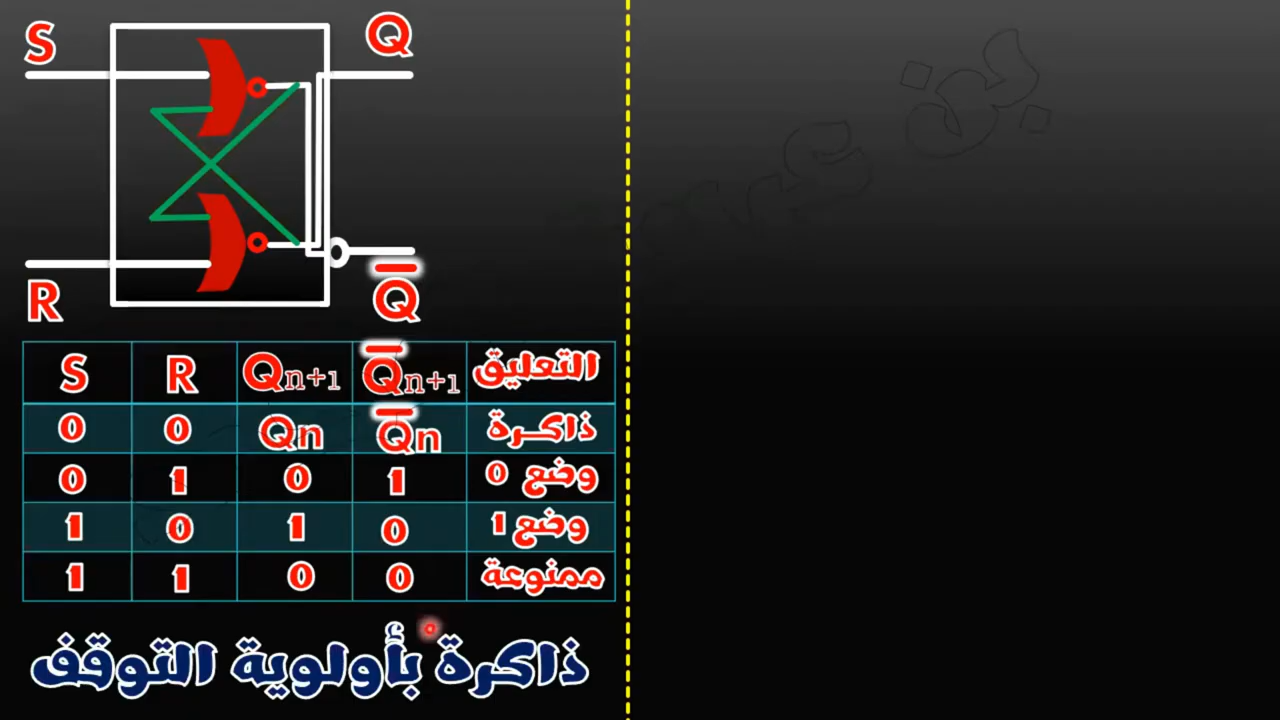 S Q
R Q̅
S R Qn+1 Q̅n+1 التعليق
0 0 Qn Q̅n ذاكرة
0 1 0 1 وضع 0
1 0 1 0 وضع 1
1 1 0 0 ممنوعة
ذاكرة بأولوية التوقف